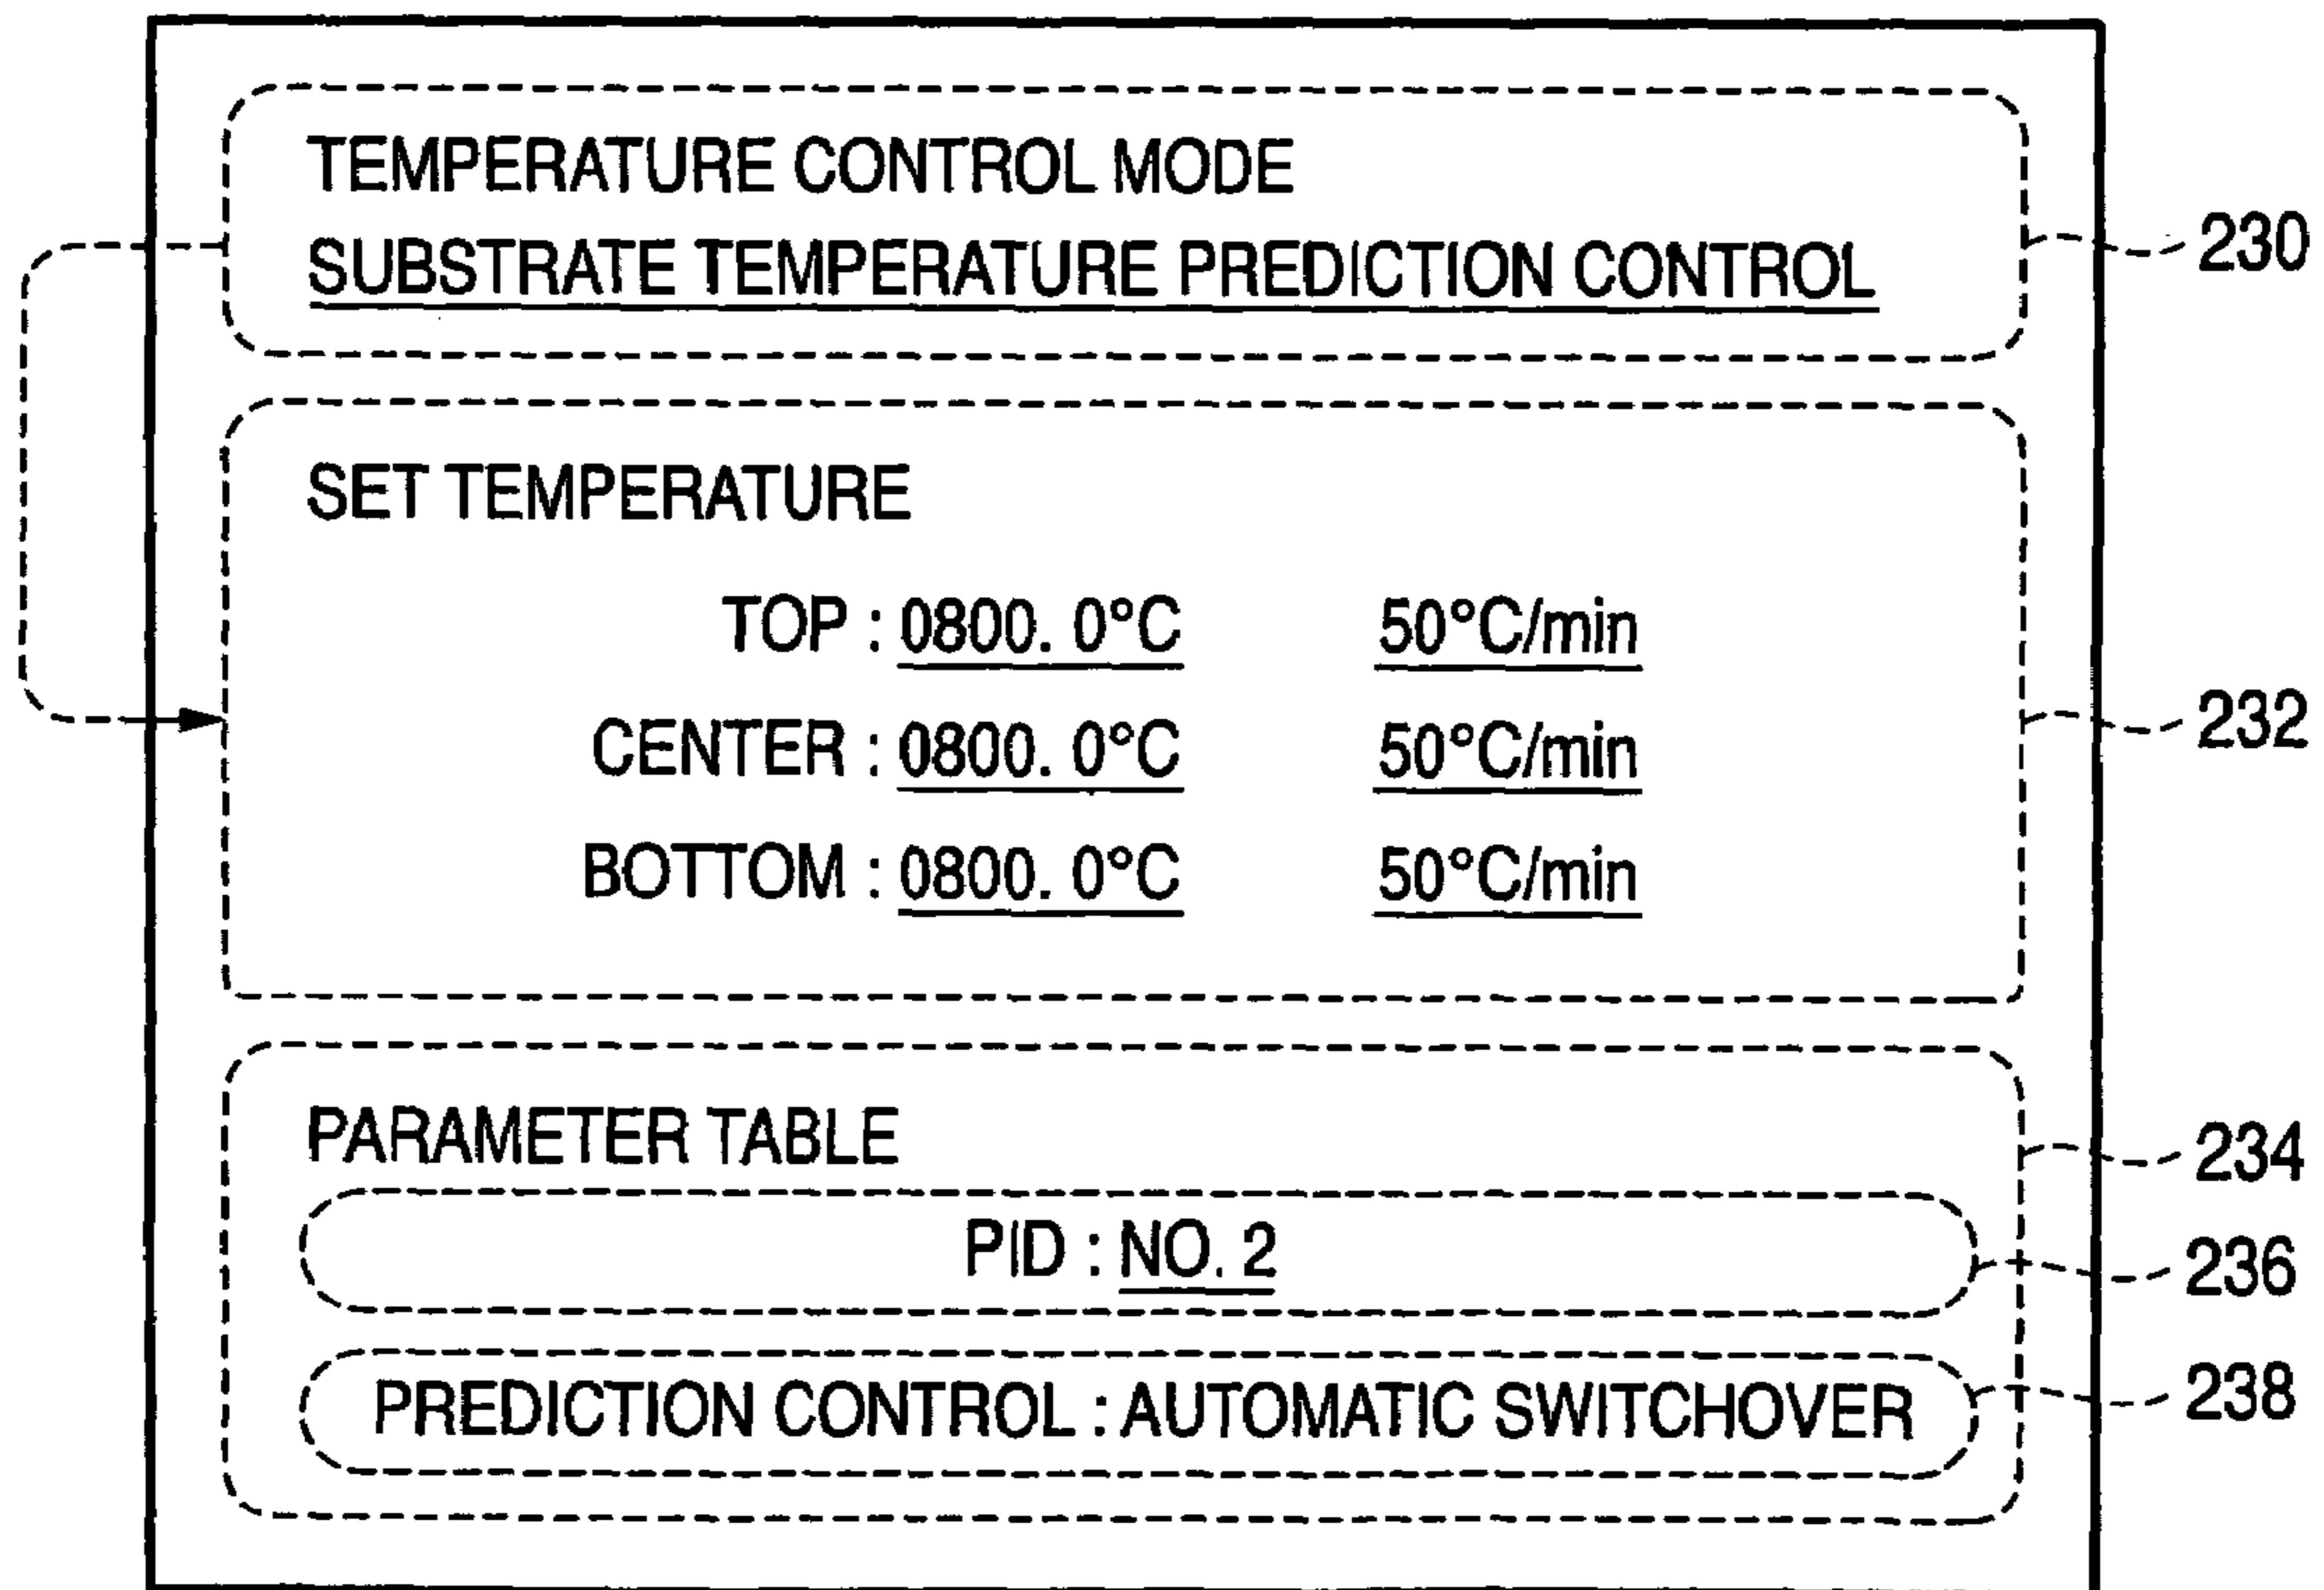 TEMPERATURE CONTROL MODE
SUBSTRATE TEMPERATURE PREDICTION CONTROL
230
SET TEMPERATURE
TOP : 0800. 0°C 50°C/min
CENTER : 0800. 0°C 50°C/min
232
BOTTOM : 0800. 0°C 50°C/min
PARAMETER TABLE
234
PID : NO. 2
236
PREDICTION CONTROL : AUTOMATIC SWITCHOVER
238